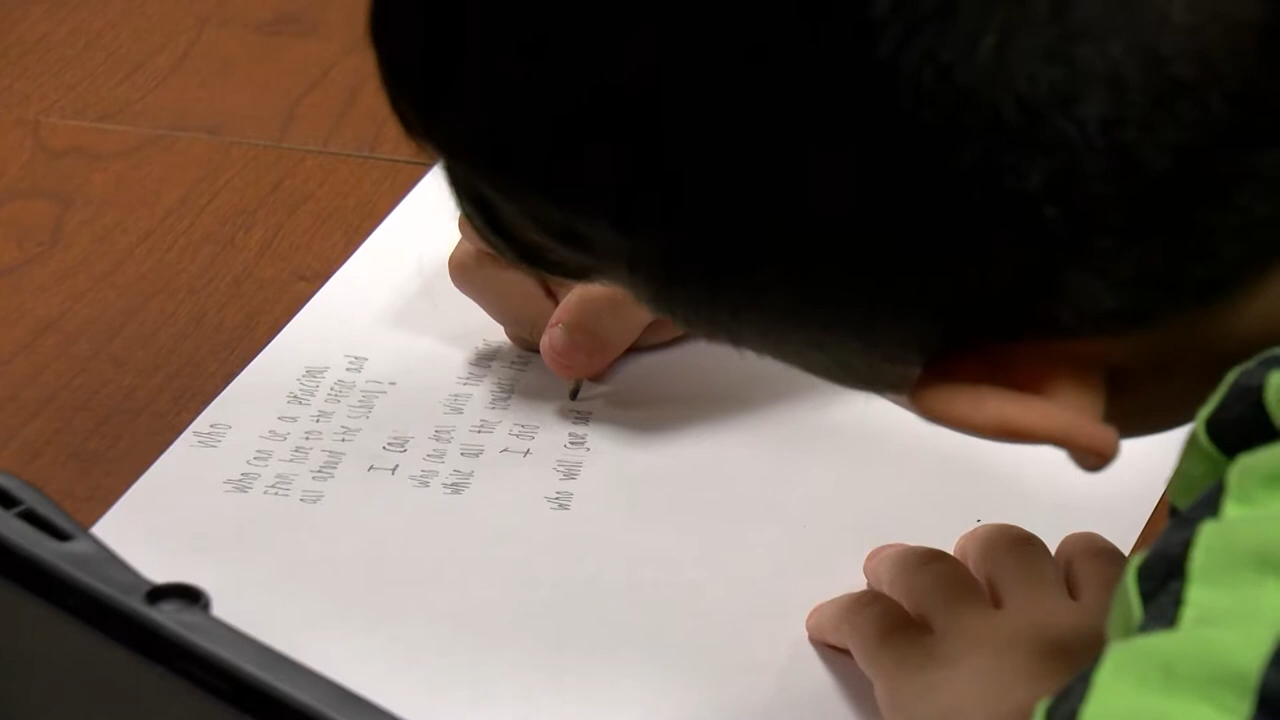 Who
Who can be a principal
From here to the office and
all around the school?
I can
who can deal with the
while all the teachers
I did
who will save and